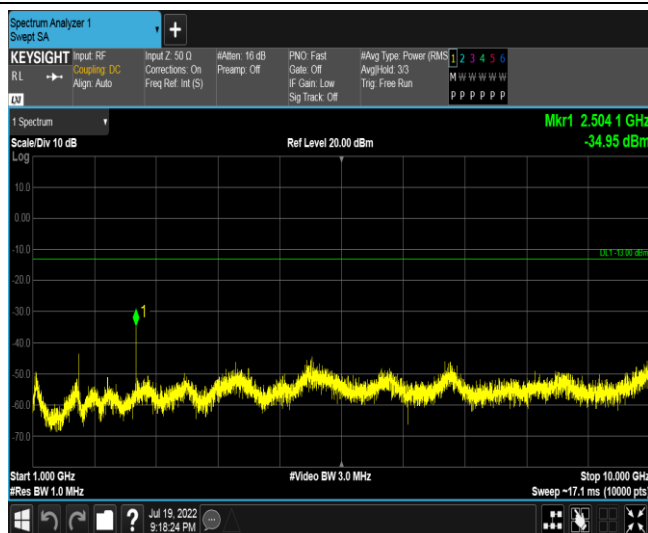 Spectrum Analyzer 1
Swept SA
KEYSIGHT
RL
Input: RF
Coupling: DC
Align: Auto
Input Z: 50 Ω
Corrections: On
Freq Ref: Int (S)
#Atten: 16 dB
Preamp: Off
PNO: Fast
Gate: Off
IF Gain: Low
Sig Track: Off
#Avg Type: Power (RMS
Avg|Hold: 3/3
Trig: Free Run
1 2 3 4 5 6
M W W W W W
P P P P P P
LXI
1 Spectrum
Mkr1 2.504 1 GHz
-34.95 dBm
Scale/Div 10 dB
Ref Level 20.00 dBm
Log
10.0
0.00
-10.0
DL1 -13.00 dBm
-20.0
-30.0
1
-40.0
-50.0
-60.0
-70.0
Start 1.000 GHz
#Video BW 3.0 MHz
Stop 10.000 GHz
#Res BW 1.0 MHz
Sweep ~17.1 ms (10000 pts)
?
Jul 19, 2022
9:18:24 PM